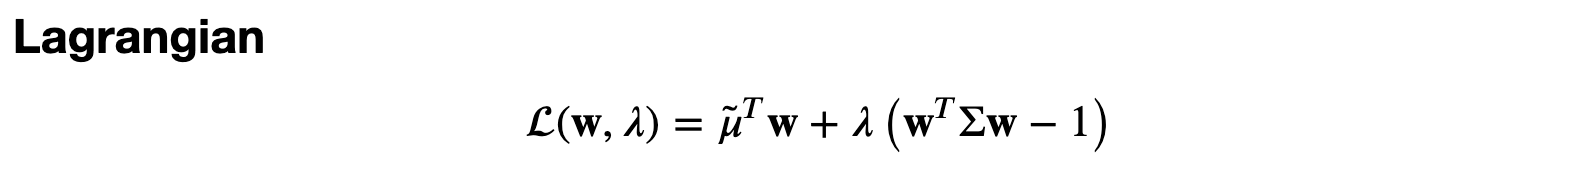 Lagrangian
ℒ(𝐰, λ) = μ̃ᵀ𝐰 + λ (𝐰ᵀΣ𝐰 − 1)